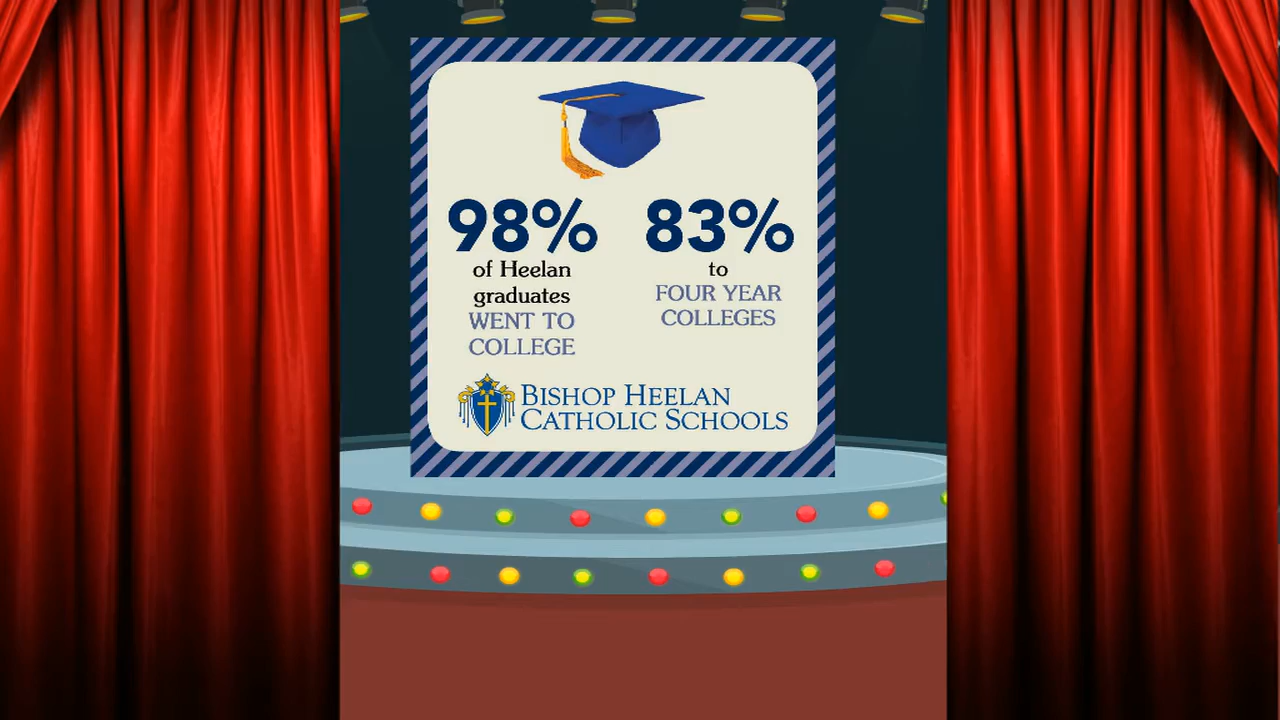 98%
of Heelan
graduates
WENT TO
COLLEGE
83%
to
FOUR YEAR
COLLEGES
BISHOP HEELAN
CATHOLIC SCHOOLS